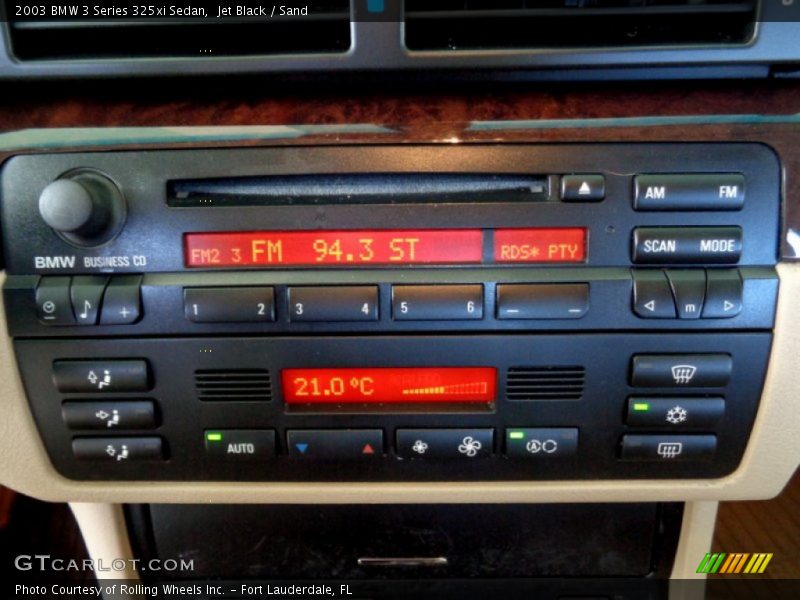 2003 BMW 3 Series 325xi Sedan,  Jet Black / Sand
AM FM
FM2 3 FM 94.3 ST RDS* PTY
SCAN MODE
BMW BUSINESS CD
1 2 3 4 5 6 m
21.0 °C AUTO
AUTO A
GTCARLOT.COM
Photo Courtesy of Rolling Wheels Inc. – Fort Lauderdale, FL